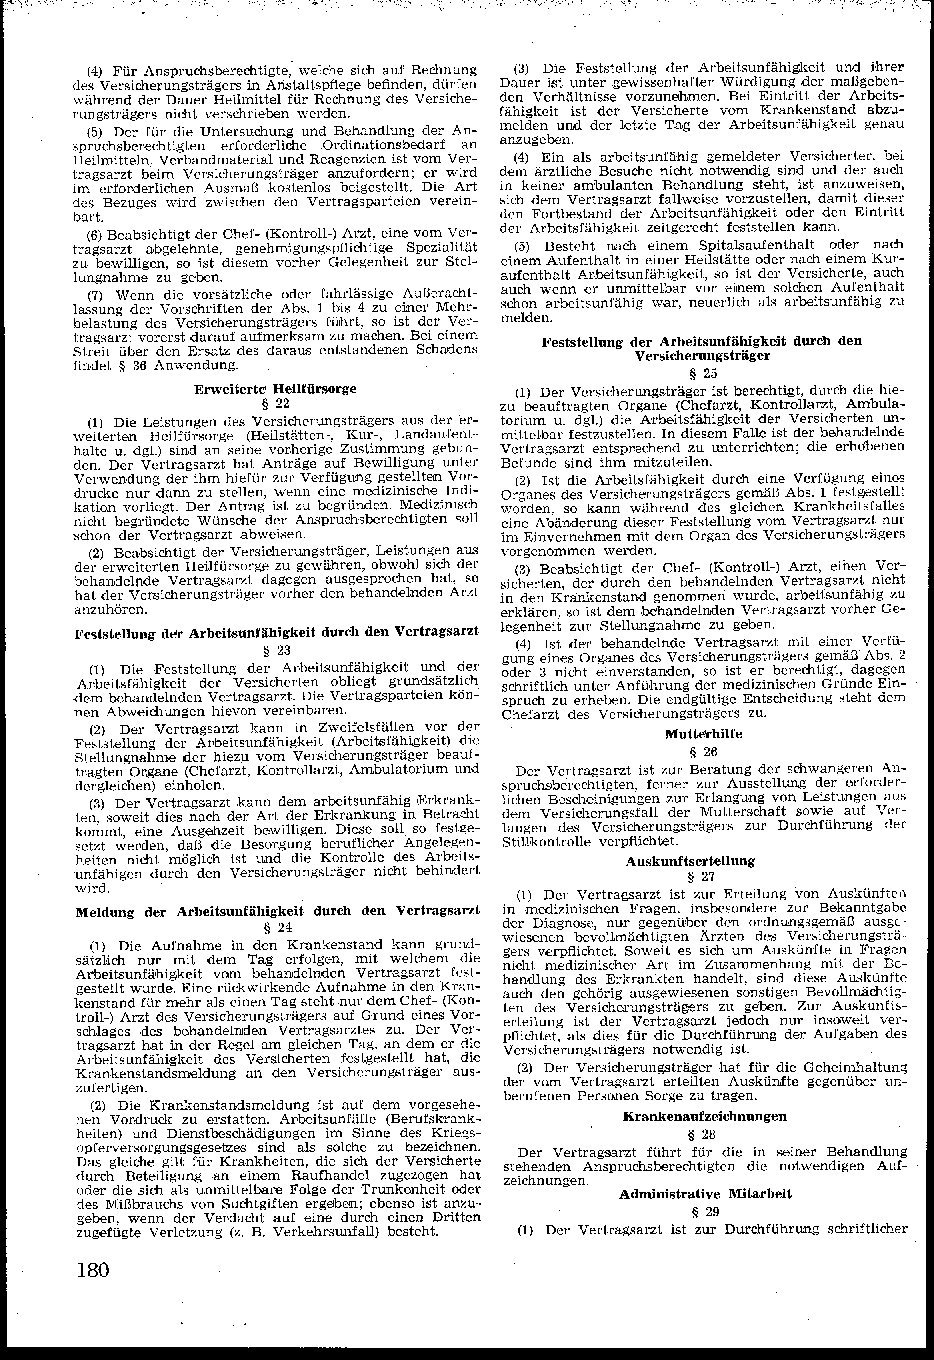 (4) Für Anspruchsberechtigte, welche sich auf Rechnung
des Versicherungsträgers in Anstaltspflege befinden, dürfen
während der Dauer Heilmittel für Rechnung des Versiche-
rungsträgers nicht verschrieben werden.
(5) Der für die Untersuchung und Behandlung der An-
spruchsberechtigten erforderliche Ordinationsbedarf an
Heilmitteln, Verbandmaterial und Reagenzien ist vom Ver-
tragsarzt beim Versicherungsträger anzufordern; er wird
im erforderlichen Ausmaß kostenlos beigestellt. Die Art
des Bezuges wird zwischen den Vertragsparteien verein-
bart.
(6) Beabsichtigt der Chef- (Kontroll-) Arzt, eine vom Ver-
tragsarzt abgelehnte, genehmigungspflichtige Spezialität
zu bewilligen, so ist diesem vorher Gelegenheit zur Stel-
lungnahme zu geben.
(7) Wenn die vorsätzliche oder fahrlässige Außeracht-
lassung der Vorschriften der Abs. 1 bis 4 zu einer Mehr-
belastung des Versicherungsträgers führt, so ist der Ver-
tragsarzt vorerst darauf aufmerksam zu machen. Bei einem
Streit über den Ersatz des daraus entstandenen Schadens
findet § 36 Anwendung.
Erweiterte Heilfürsorge
§ 22
(1) Die Leistungen des Versicherungsträgers aus der er-
weiterten Heilfürsorge (Heilstätten-, Kur-, Landaufent-
halte u. dgl.) sind an seine vorherige Zustimmung gebun-
den. Der Vertragsarzt hat Anträge auf Bewilligung unter
Verwendung der ihm hiefür zur Verfügung gestellten Vor-
drucke nur dann zu stellen, wenn eine medizinische Indi-
kation vorliegt. Der Antrag ist zu begründen. Medizinisch
nicht begründete Wünsche der Anspruchsberechtigten soll
schon der Vertragsarzt abweisen.
(2) Beabsichtigt der Versicherungsträger, Leistungen aus
der erweiterten Heilfürsorge zu gewähren, obwohl sich der
behandelnde Vertragsarzt dagegen ausgesprochen hat, so
hat der Versicherungsträger vorher den behandelnden Arzt
anzuhören.
Feststellung der Arbeitsunfähigkeit durch den Vertragsarzt
§ 23
(1) Die Feststellung der Arbeitsunfähigkeit und der
Arbeitsfähigkeit der Versicherten obliegt grundsätzlich
dem behandelnden Vertragsarzt. Die Vertragsparteien kön-
nen Abweichungen hievon vereinbaren.
(2) Der Vertragsarzt kann in Zweifelsfällen vor der
Feststellung der Arbeitsunfähigkeit (Arbeitsfähigkeit) die
Stellungnahme der hiezu vom Versicherungsträger beauf-
tragten Organe (Chefarzt, Kontrollarzt, Ambulatorium und
dergleichen) einholen.
(3) Der Vertragsarzt kann dem arbeitsunfähig Erkrank-
ten, soweit dies nach der Art der Erkrankung in Betracht
kommt, eine Ausgehzeit bewilligen. Diese soll so festge-
setzt werden, daß die Besorgung beruflicher Angelegen-
heiten nicht möglich ist und die Kontrolle des Arbeits-
unfähigen durch den Versicherungsträger nicht behindert
wird.
Meldung der Arbeitsunfähigkeit durch den Vertragsarzt
§ 24
(1) Die Aufnahme in den Krankenstand kann grund-
sätzlich nur mit dem Tag erfolgen, mit welchem die
Arbeitsunfähigkeit vom behandelnden Vertragsarzt fest-
gestellt wurde. Eine rückwirkende Aufnahme in den Kran-
kenstand für mehr als einen Tag steht nur dem Chef- (Kon-
troll-) Arzt des Versicherungsträgers auf Grund eines Vor-
schlages des behandelnden Vertragsarztes zu. Der Ver-
tragsarzt hat in der Regel am gleichen Tag, an dem er die
Arbeitsunfähigkeit des Versicherten festgestellt hat, die
Krankenstandsmeldung an den Versicherungsträger aus-
zufertigen.
(2) Die Krankenstandsmeldung ist auf dem vorgesehe-
nen Vordruck zu erstatten. Arbeitsunfälle (Berufskrank-
heiten) und Dienstbeschädigungen im Sinne des Kriegs-
opferversorgungsgesetzes sind als solche zu bezeichnen.
Das gleiche gilt für Krankheiten, die sich der Versicherte
durch Beteiligung an einem Raufhandel zugezogen hat
oder die sich als unmittelbare Folge der Trunkenheit oder
des Mißbrauchs von Suchtgiften ergeben; ebenso ist anzu-
geben, wenn der Verdacht auf eine durch einen Dritten
zugefügte Verletzung (z. B. Verkehrsunfall) besteht.
180
(3) Die Feststellung der Arbeitsunfähigkeit und ihrer
Dauer ist unter gewissenhafter Würdigung der maßgeben-
den Verhältnisse vorzunehmen. Bei Eintritt der Arbeits-
fähigkeit ist der Versicherte vom Krankenstand abzu-
melden und der letzte Tag der Arbeitsunfähigkeit genau
anzugeben.
(4) Ein als arbeitsunfähig gemeldeter Versicherter, bei
dem ärztliche Besuche nicht notwendig sind und der auch
in keiner ambulanten Behandlung steht, ist anzuweisen,
sich dem Vertragsarzt fallweise vorzustellen, damit dieser
den Fortbestand der Arbeitsunfähigkeit oder den Eintritt
der Arbeitsfähigkeit zeitgerecht feststellen kann.
(5) Besteht nach einem Spitalsaufenthalt oder nach
einem Aufenthalt in einer Heilstätte oder nach einem Kur-
aufenthalt Arbeitsunfähigkeit, so ist der Versicherte, auch
auch wenn er unmittelbar vor einem solchen Aufenthalt
schon arbeitsunfähig war, neuerlich als arbeitsunfähig zu
melden.
Feststellung der Arbeitsunfähigkeit durch den
Versicherungsträger
§ 25
(1) Der Versicherungsträger ist berechtigt, durch die hie-
zu beauftragten Organe (Chefarzt, Kontrollarzt, Ambula-
torium u. dgl.) die Arbeitsfähigkeit der Versicherten un-
mittelbar festzustellen. In diesem Falle ist der behandelnde
Vertragsarzt entsprechend zu unterrichten; die erhobenen
Befunde sind ihm mitzuteilen.
(2) Ist die Arbeitsfähigkeit durch eine Verfügung eines
Organes des Versicherungsträgers gemäß Abs. 1 festgestellt
worden, so kann während des gleichen Krankheitsfalles
eine Abänderung dieser Feststellung vom Vertragsarzt nur
im Einvernehmen mit dem Organ des Versicherungsträgers
vorgenommen werden.
(3) Beabsichtigt der Chef- (Kontroll-) Arzt, einen Ver-
sicherten, der durch den behandelnden Vertragsarzt nicht
in den Krankenstand genommen wurde, arbeitsunfähig zu
erklären, so ist dem behandelnden Vertragsarzt vorher Ge-
legenheit zur Stellungnahme zu geben.
(4) Ist der behandelnde Vertragsarzt mit einer Verfü-
gung eines Organes des Versicherungsträgers gemäß Abs. 2
oder 3 nicht einverstanden, so ist er berechtigt, dagegen
schriftlich unter Anführung der medizinischen Gründe Ein-
spruch zu erheben. Die endgültige Entscheidung steht dem
Chefarzt des Versicherungsträgers zu.
Mutterhilfe
§ 26
Der Vertragsarzt ist zur Beratung der schwangeren An-
spruchsberechtigten, ferner zur Ausstellung der erforder-
lichen Bescheinigungen zur Erlangung von Leistungen aus
dem Versicherungsfall der Mutterschaft sowie auf Ver-
langen des Versicherungsträgers zur Durchführung der
Stillkontrolle verpflichtet.
Auskunftserteilung
§ 27
(1) Der Vertragsarzt ist zur Erteilung von Auskünften
in medizinischen Fragen, insbesondere zur Bekanntgabe
der Diagnose, nur gegenüber den ordnungsgemäß ausge-
wiesenen bevollmächtigten Ärzten des Versicherungsträ-
gers verpflichtet. Soweit es sich um Auskünfte in Fragen
nicht medizinischer Art im Zusammenhang mit der Be-
handlung des Erkrankten handelt, sind diese Auskünfte
auch den gehörig ausgewiesenen sonstigen Bevollmächtig-
ten des Versicherungsträgers zu geben. Zur Auskunfts-
erteilung ist der Vertragsarzt jedoch nur insoweit ver-
pflichtet, als dies für die Durchführung der Aufgaben des
Versicherungsträgers notwendig ist.
(2) Der Versicherungsträger hat für die Geheimhaltung
der vom Vertragsarzt erteilten Auskünfte gegenüber un-
berufenen Personen Sorge zu tragen.
Krankenaufzeichnungen
§ 28
Der Vertragsarzt führt für die in seiner Behandlung
stehenden Anspruchsberechtigten die notwendigen Auf-
zeichnungen.
Administrative Mitarbeit
§ 29
(1) Der Vertragsarzt ist zur Durchführung schriftlicher